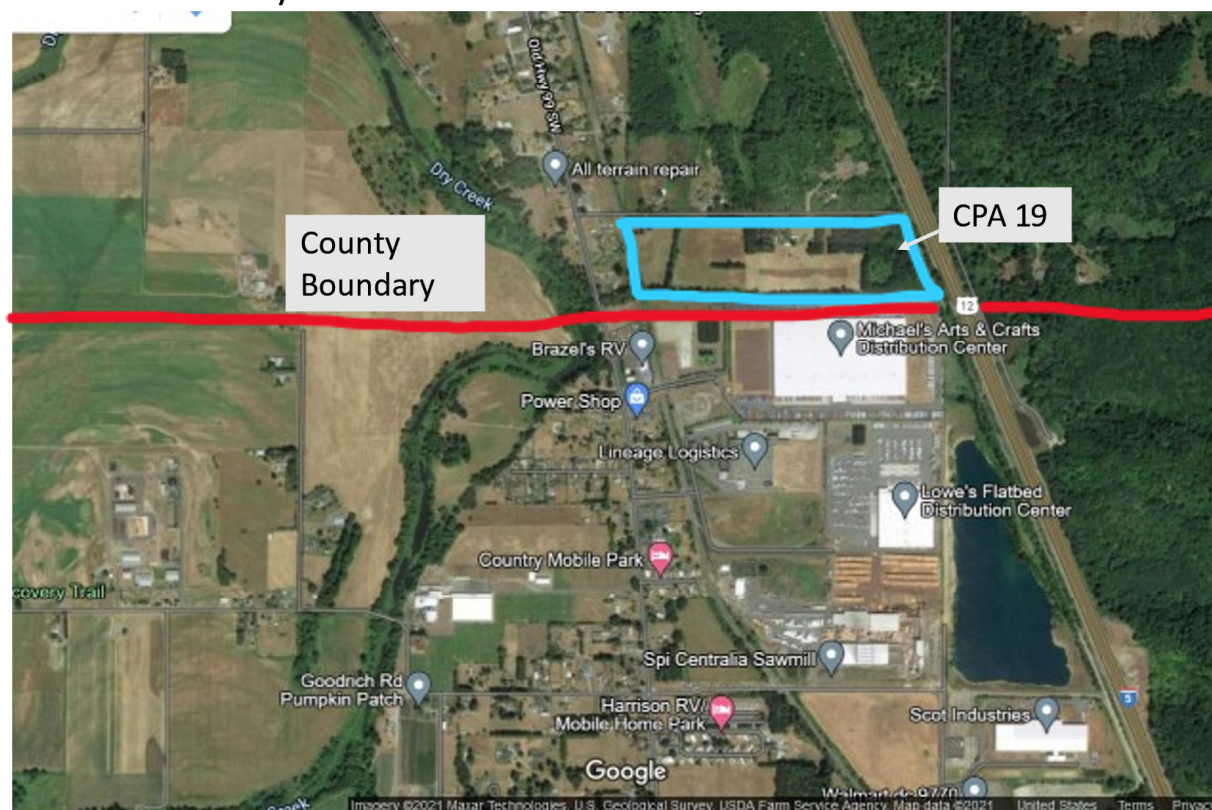 Old Hwy 99 SW
All terrain repair
Dry Creek
CPA 19
County
Boundary
12
Michael's Arts & Crafts
Distribution Center
Brazel's RV
Power Shop
Lineage Logistics
Lowe's Flatbed
Distribution Center
Country Mobile Park
covery Trail
Spi Centralia Sawmill
Goodrich Rd
Pumpkin Patch
Harrison RV/
Mobile Home Park
5
Scot Industries
Google
Walmart dc 9770
Creek
Imagery ©2021 Maxar Technologies, U.S. Geological Survey, USDA Farm Service Agency, Map data ©2021 United States Terms Privac